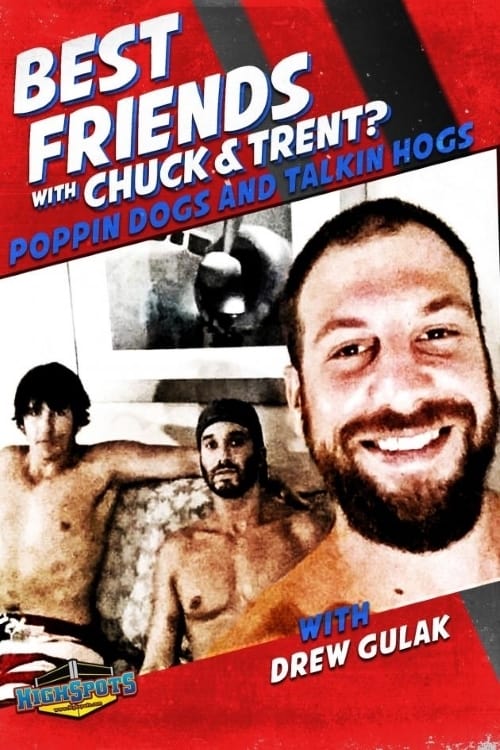 BEST
FRIENDS
WITH CHUCK & TRENT?
POPPIN DOGS AND TALKIN HOGS
WITH
DREW GULAK
HIGHSPOTS